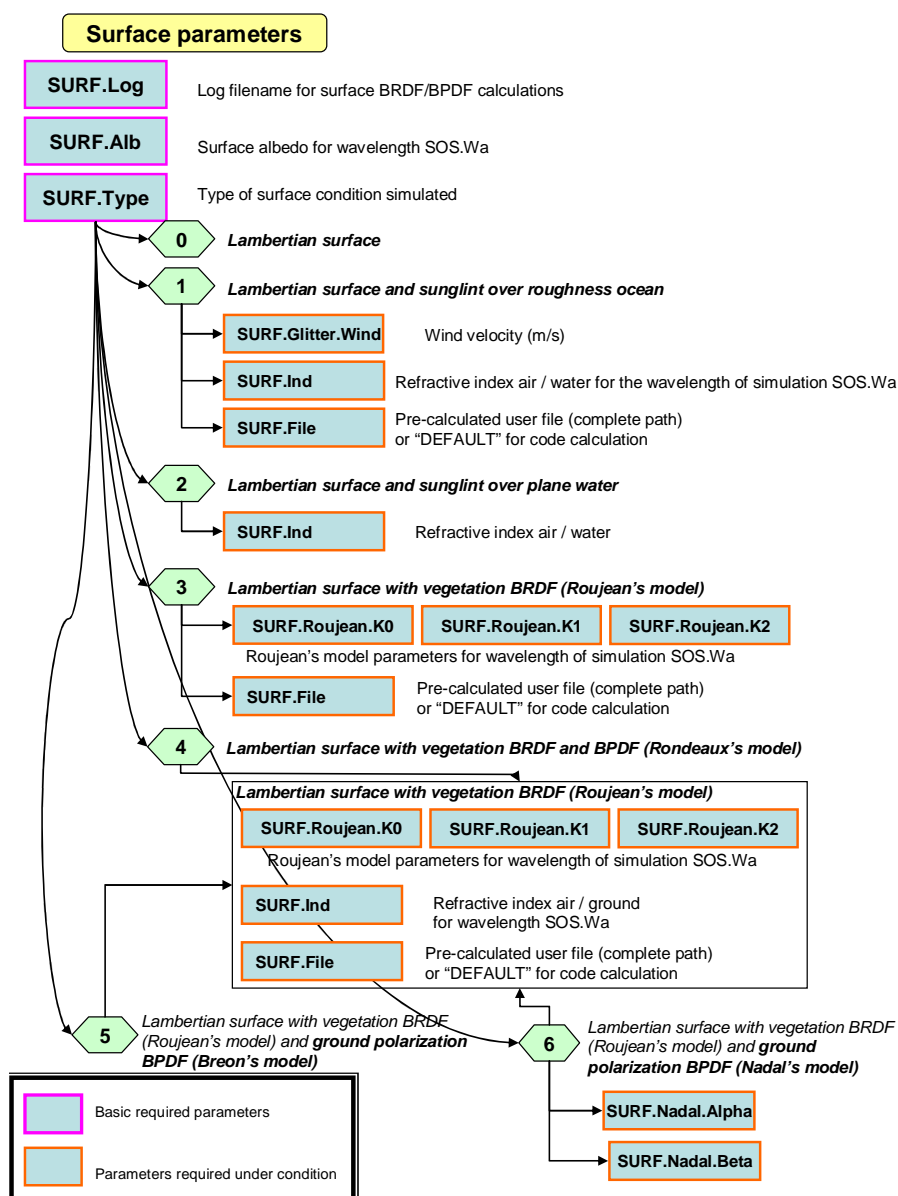 Surface parameters
SURF.Log
Log filename for surface BRDF/BPDF calculations
SURF.Alb
Surface albedo for wavelength SOS.Wa
SURF.Type
Type of surface condition simulated
0
Lambertian surface
1
Lambertian surface and sunglint over roughness ocean
SURF.Glitter.Wind
Wind velocity (m/s)
SURF.Ind
Refractive index air / water for the wavelength of simulation SOS.Wa
SURF.File
Pre-calculated user file (complete path)
or “DEFAULT” for code calculation
2
Lambertian surface and sunglint over plane water
SURF.Ind
Refractive index air / water
3
Lambertian surface with vegetation BRDF (Roujean’s model)
SURF.Roujean.K0
SURF.Roujean.K1
SURF.Roujean.K2
Roujean’s model parameters for wavelength of simulation SOS.Wa
SURF.File
Pre-calculated user file (complete path)
or “DEFAULT” for code calculation
4
Lambertian surface with vegetation BRDF and BPDF (Rondeaux’s model)
Lambertian surface with vegetation BRDF (Roujean’s model)
SURF.Roujean.K0
SURF.Roujean.K1
SURF.Roujean.K2
Roujean’s model parameters for wavelength of simulation SOS.Wa
SURF.Ind
Refractive index air / ground
for wavelength SOS.Wa
SURF.File
Pre-calculated user file (complete path)
or “DEFAULT” for code calculation
5
Lambertian surface with vegetation BRDF
(Roujean’s model) and ground polarization
BPDF (Breon’s model)
6
Lambertian surface with vegetation BRDF
(Roujean’s model) and ground
polarization BPDF (Nadal’s model)
SURF.Nadal.Alpha
SURF.Nadal.Beta
Basic required parameters
Parameters required under condition